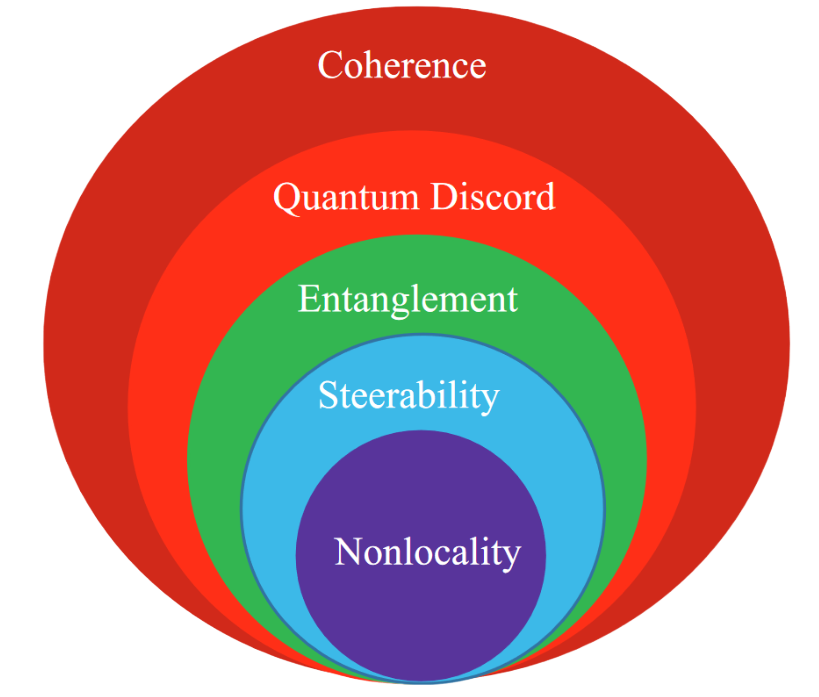 Coherence
Quantum Discord
Entanglement
Steerability
Nonlocality